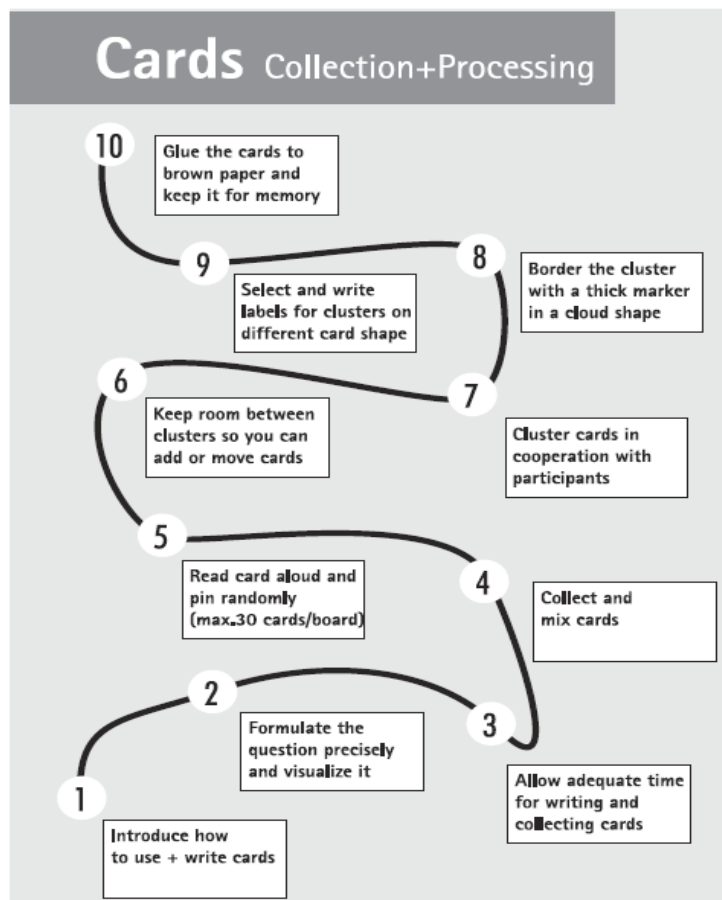 Cards Collection+Processing
10
Glue the cards to
brown paper and
keep it for memory
9
Select and write
labels for clusters on
different card shape
8
Border the cluster
with a thick marker
in a cloud shape
6
Keep room between
clusters so you can
add or move cards
7
Cluster cards in
cooperation with
participants
5
Read card aloud and
pin randomly
(max.30 cards/board)
4
Collect and
mix cards
2
Formulate the
question precisely
and visualize it
3
Allow adequate time
for writing and
collecting cards
1
Introduce how
to use + write cards